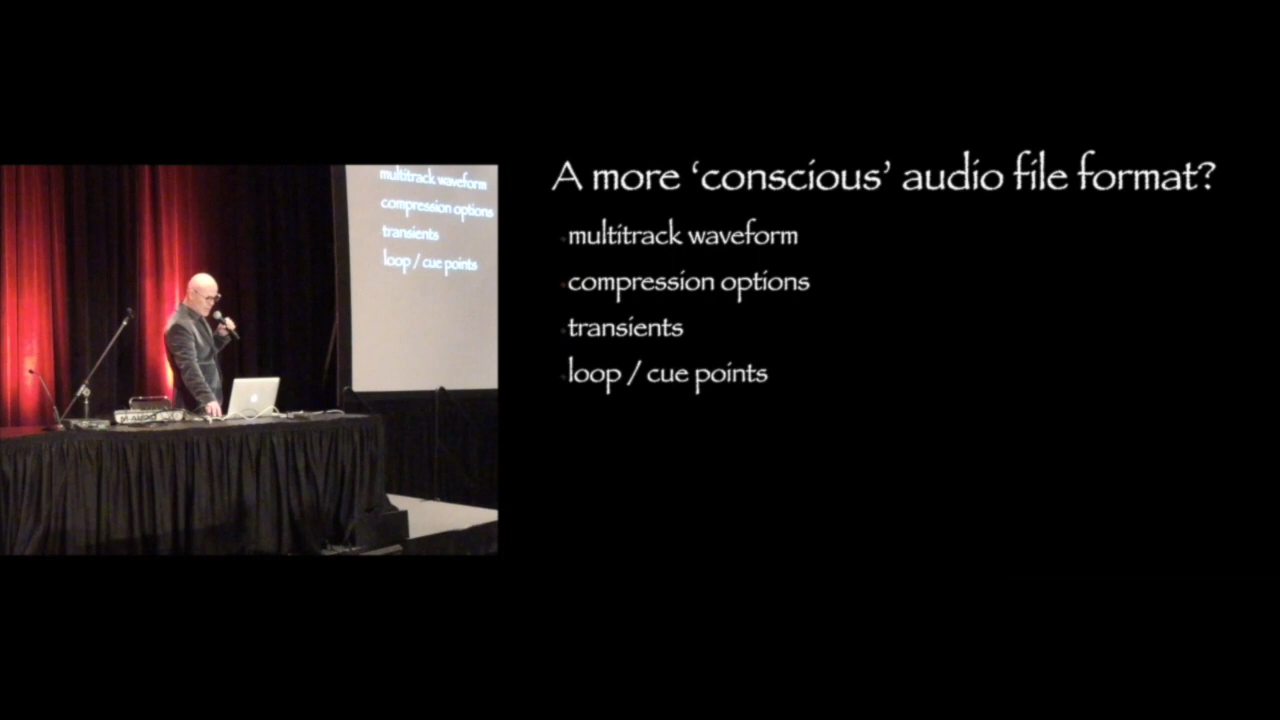 multitrack waveform
compression options
transients
loop / cue points
A more ‘conscious’ audio file format?
multitrack waveform
compression options
transients
loop / cue points